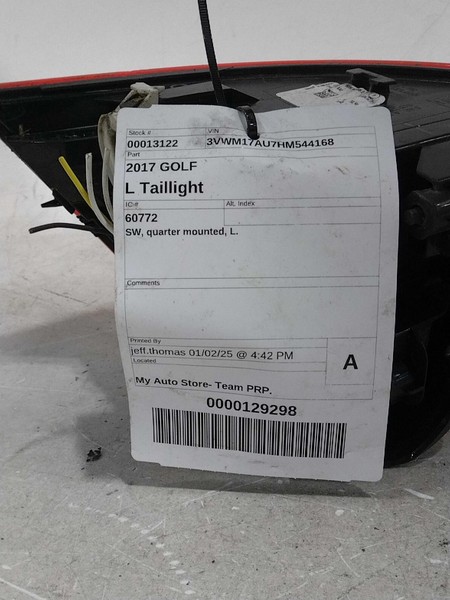 Stock # VIN
00013122 3VWM17AU7HM544168
Part
2017 GOLF
L Taillight
IC# Alt. Index
60772
SW, quarter mounted, L.
Comments
Printed By
jeff.thomas 01/02/25 @ 4:42 PM
Located
A
My Auto Store- Team PRP.
0000129298